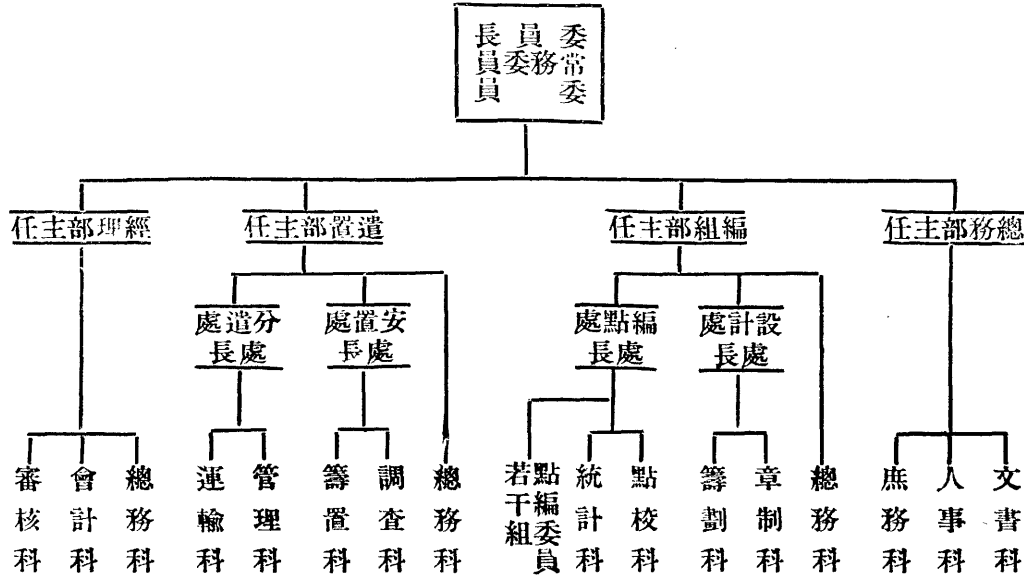 委員長
常務委員
委員
總務部主任
編組部主任
遣置部主任
經理部主任
設計處
處長
編點處
處長
安置處
處長
分遣處
處長
文書科
人事科
庶務科
總務科
章制科
籌劃科
點校科
統計科
點編委員
若干組
總務科
調查科
籌置科
管理科
運輸科
總務科
會計科
審核科